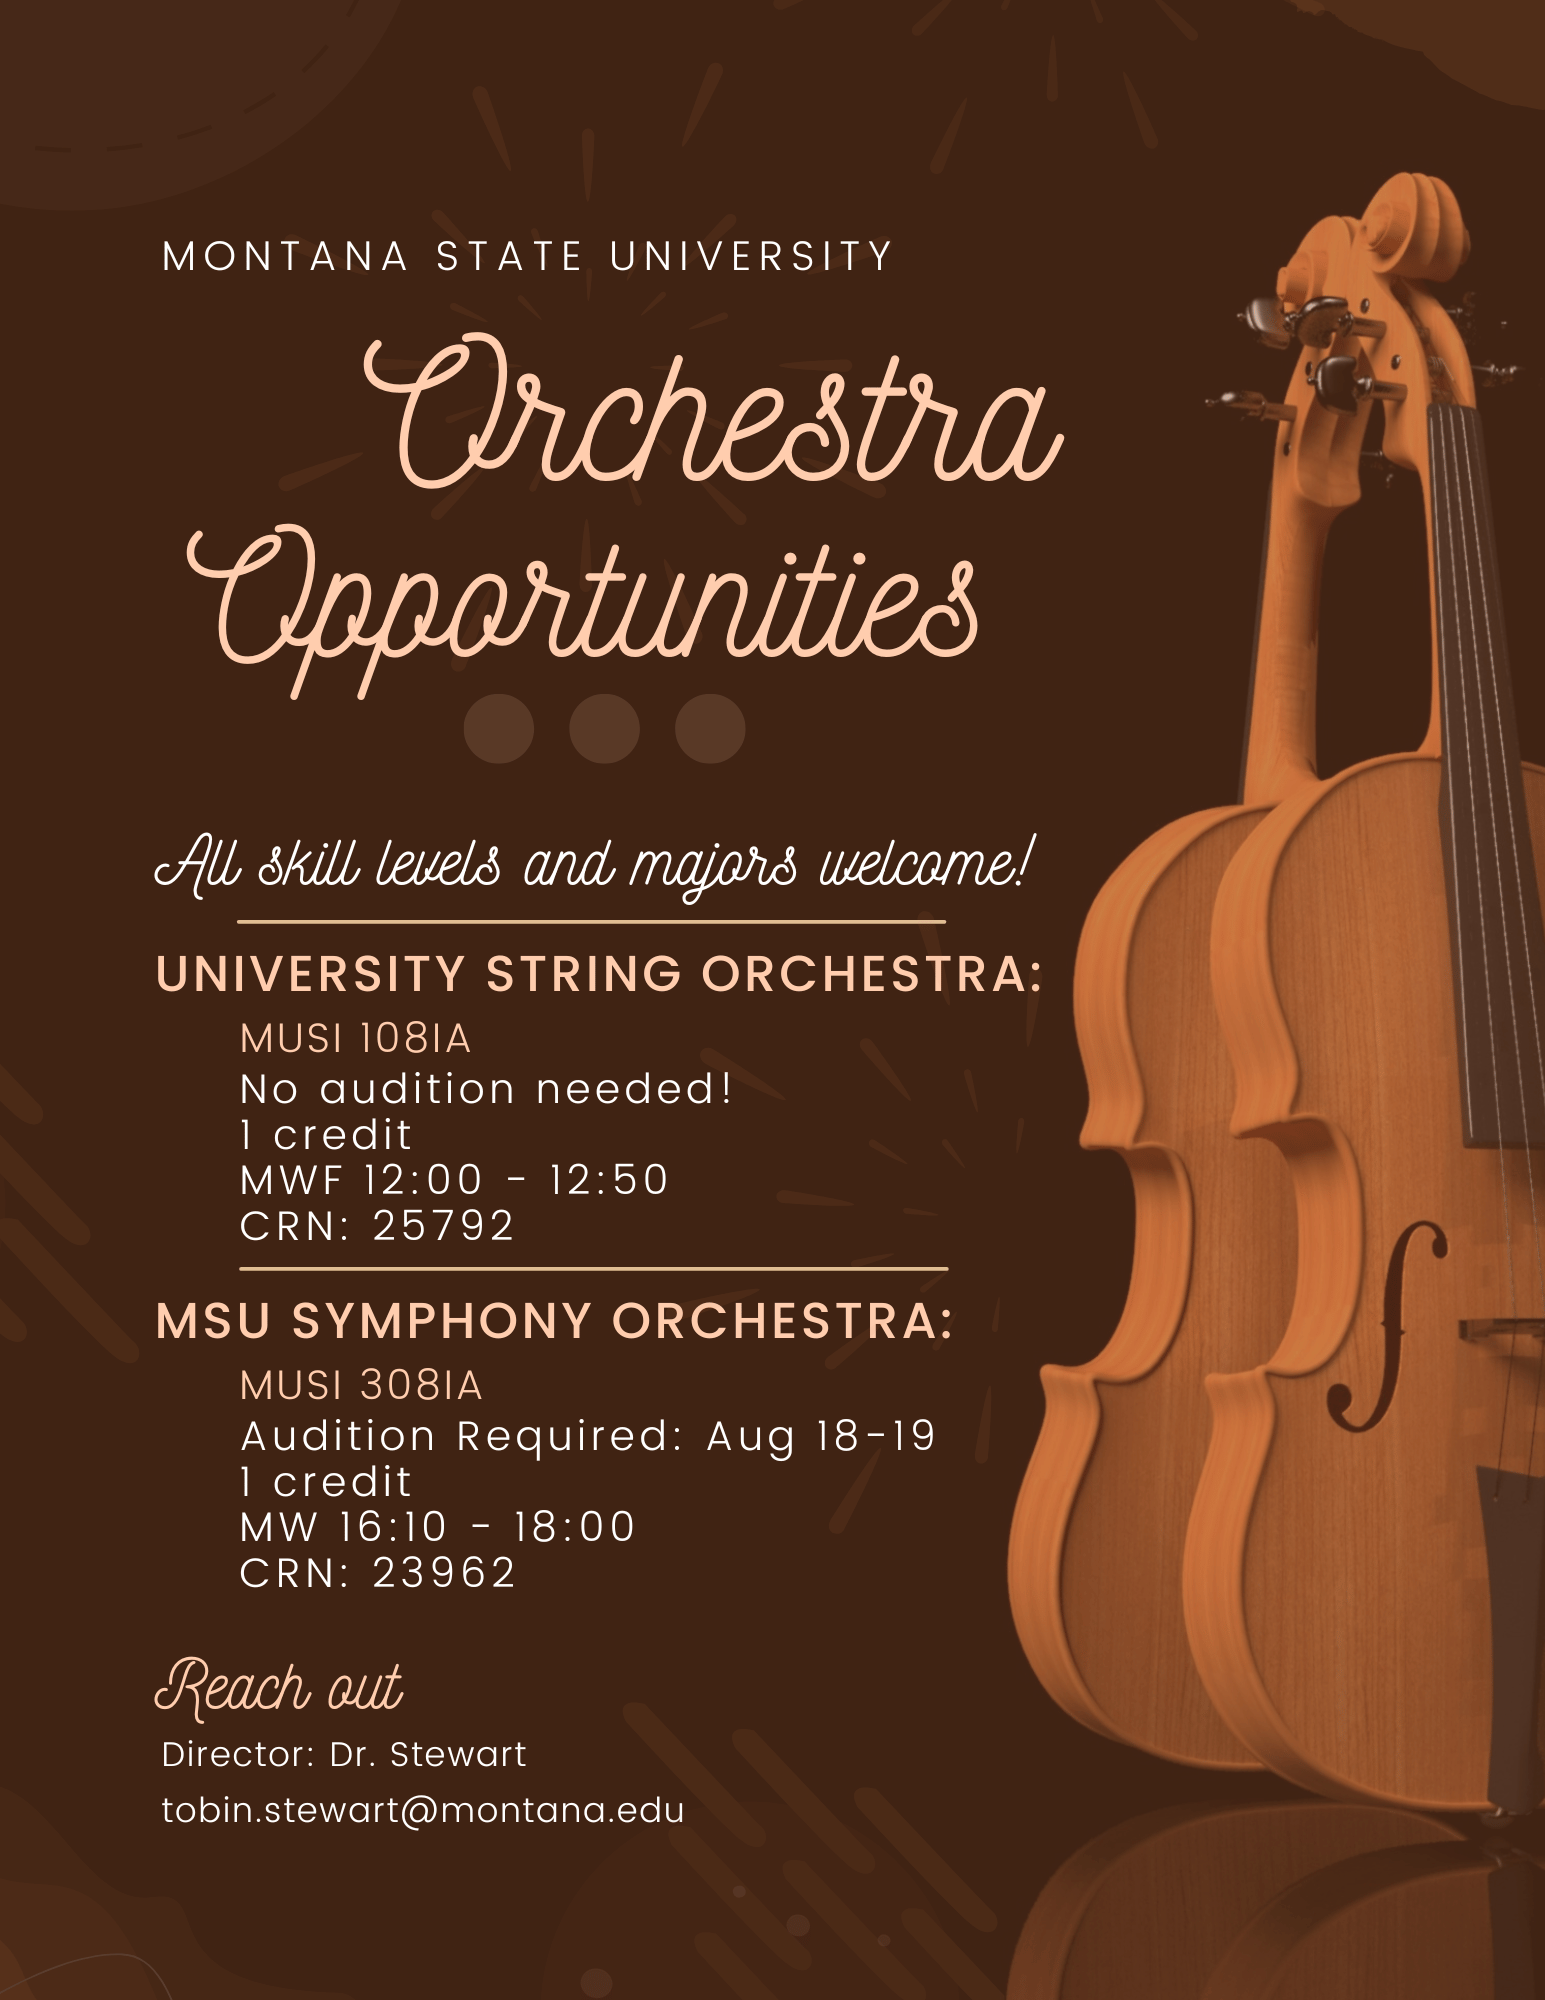 MONTANA STATE UNIVERSITY
Orchestra
Opportunities
All skill levels and majors welcome!
UNIVERSITY STRING ORCHESTRA:
MUSI 108IA
No audition needed!
1 credit
MWF 12:00 - 12:50
CRN: 25792
MSU SYMPHONY ORCHESTRA:
MUSI 308IA
Audition Required: Aug 18-19
1 credit
MW 16:10 - 18:00
CRN: 23962
Reach out
Director: Dr. Stewart
tobin.stewart@montana.edu